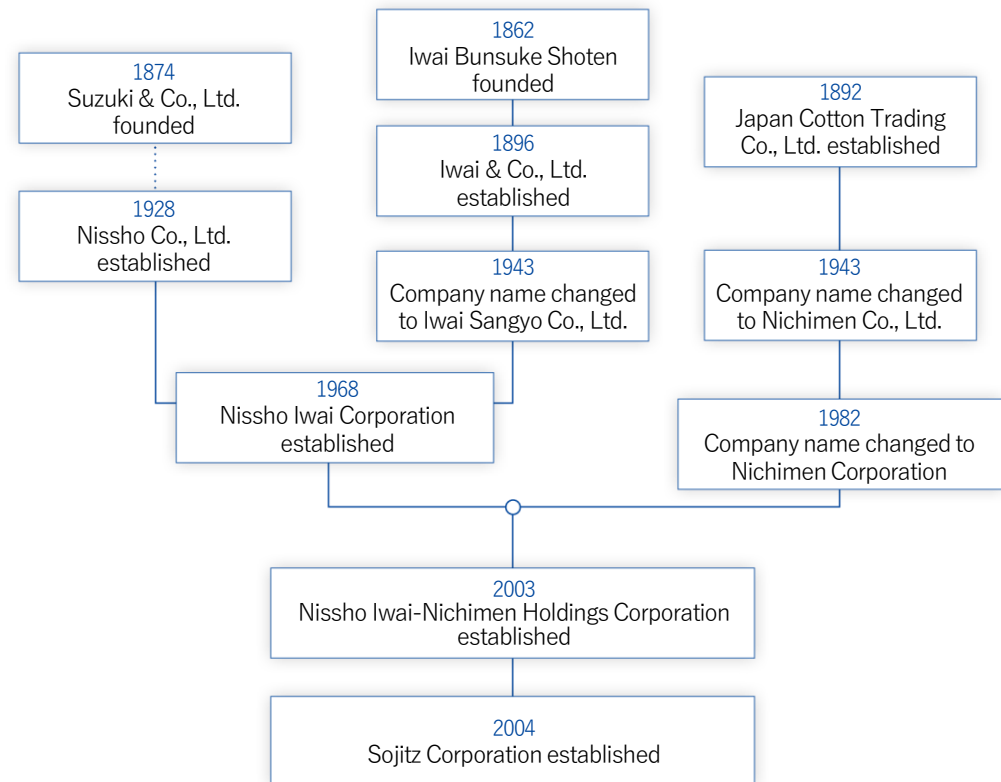 1874
Suzuki & Co., Ltd.
founded
1928
Nissho Co., Ltd.
established
1862
Iwai Bunsuke Shoten
founded
1896
Iwai & Co., Ltd.
established
1943
Company name changed
to Iwai Sangyo Co., Ltd.
1892
Japan Cotton Trading
Co., Ltd. established
1943
Company name changed
to Nichimen Co., Ltd.
1968
Nissho Iwai Corporation
established
1982
Company name changed to
Nichimen Corporation
2003
Nissho Iwai-Nichimen Holdings Corporation
established
2004
Sojitz Corporation established